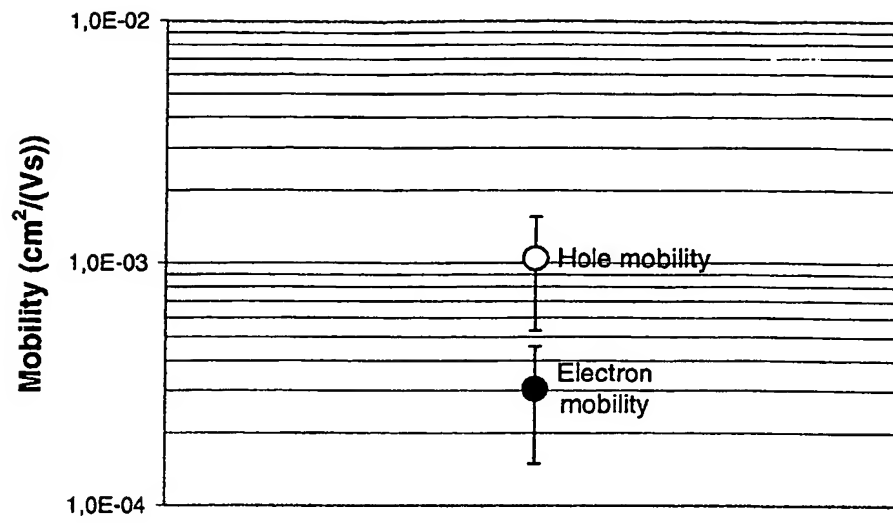 1,0E-02
Mobility (cm²/(Vs))
Hole mobility
1,0E-03
Electron
mobility
1,0E-04